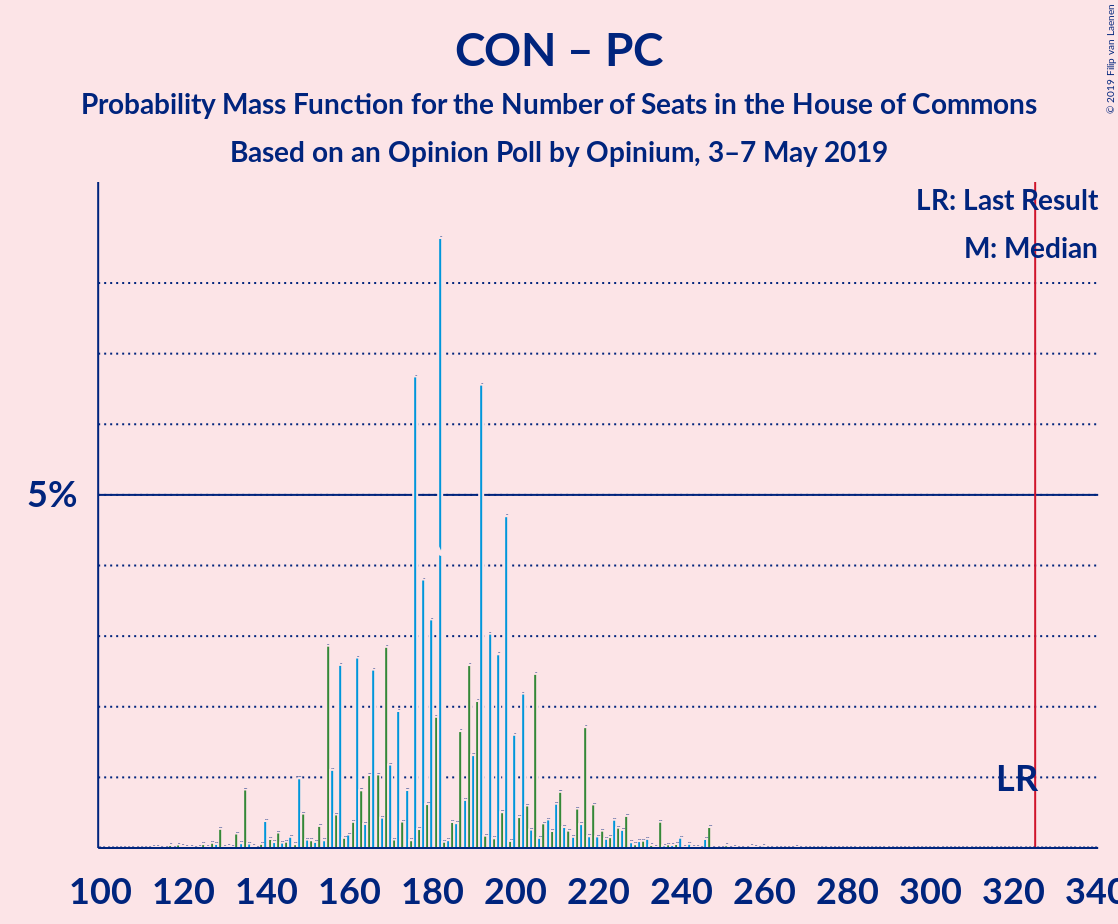 © 2019 Filip van Laenen
CON – PC
Probability Mass Function for the Number of Seats in the House of Commons
Based on an Opinion Poll by Opinium, 3–7 May 2019
LR: Last Result
M: Median
5%
LR
100 120 140 160 180 200 220 240 260 280 300 320 340